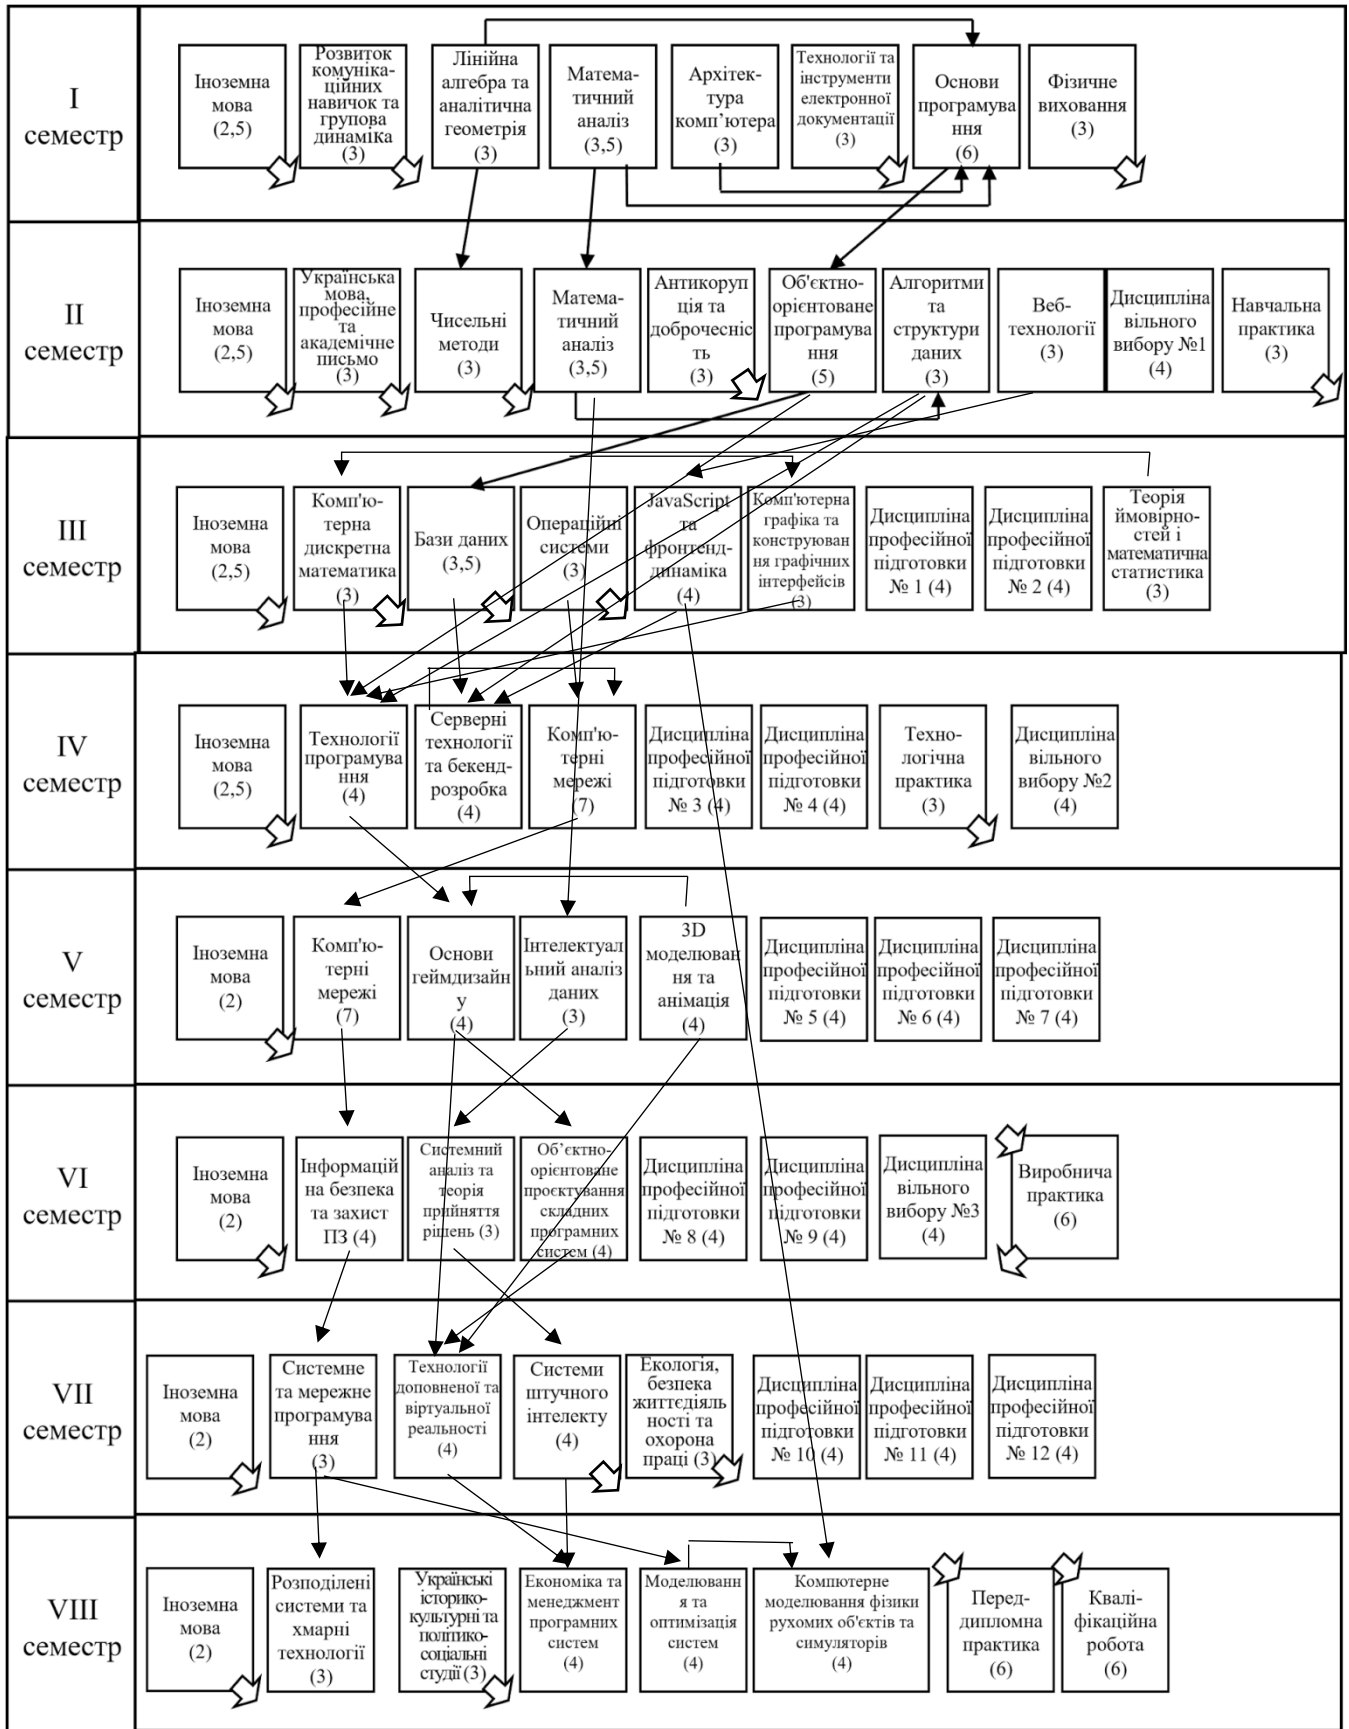 I
семестр
Іноземна
мова
(2,5)
Розвиток
комуніка-
ційних
навичок та
групова
динаміка
(3)
Лінійна
алгебра та
аналітична
геометрія
(3)
Матема-
тичний
аналіз
(3,5)
Архітек-
тура
комп’ютера
(3)
Технології та
інструменти
електронної
документації
(3)
Основи
програмува
ння
(6)
Фізичне
виховання
(3)
II
семестр
Іноземна
мова
(2,5)
Українська
мова,
професійне
та
академічне
письмо
(3)
Чисельні
методи
(3)
Матема-
тичний
аналіз
(3,5)
Антикоруп
ція та
доброчесніс
ть
(3)
Об'єктно-
орієнтоване
програмува
ння
(5)
Алгоритми
та
структури
даних
(3)
Веб-
технології
(3)
Дисципліна
вільного
вибору №1
(4)
Навчальна
практика
(3)
III
семестр
Іноземна
мова
(2,5)
Комп'ю-
терна
дискретна
математика
(3)
Бази даних
(3,5)
Операційні
системи
(3)
JavaScript
та
фронтенд-
динаміка
(4)
Комп'ютерна
графіка та
конструюван
ня графічних
інтерфейсів
(3)
Дисципліна
професійної
підготовки
№ 1 (4)
Дисципліна
професійної
підготовки
№ 2 (4)
Теорія
ймовірно-
стей і
математична
статистика
(3)
IV
семестр
Іноземна
мова
(2,5)
Технології
програмува
ння
(4)
Серверні
технології
та бекенд-
розробка
(4)
Комп'ю-
терні
мережі
(7)
Дисципліна
професійної
підготовки
№ 3 (4)
Дисципліна
професійної
підготовки
№ 4 (4)
Техно-
логічна
практика
(3)
Дисципліна
вільного
вибору №2
(4)
V
семестр
Іноземна
мова
(2)
Комп'ю-
терні
мережі
(7)
Основи
геймдизайн
у
(4)
Інтелектуа
льний аналіз
даних
(3)
3D
моделюван
ня та
анімація
(4)
Дисципліна
професійної
підготовки
№ 5 (4)
Дисципліна
професійної
підготовки
№ 6 (4)
Дисципліна
професійної
підготовки
№ 7 (4)
VI
семестр
Іноземна
мова
(2)
Інформацій
на безпека
та захист
ПЗ (4)
Системний
аналіз та
теорія
прийняття
рішень (3)
Об’єктно-
орієнтоване
проєктування
складних
програмних
систем (4)
Дисципліна
професійної
підготовки
№ 8 (4)
Дисципліна
професійної
підготовки
№ 9 (4)
Дисципліна
вільного
вибору №3
(4)
Виробнича
практика
(6)
VII
семестр
Іноземна
мова
(2)
Системне
та мережне
програмува
ння
(3)
Технології
доповненої та
віртуальної
реальності
(4)
Системи
штучного
інтелекту
(4)
Екологія,
безпека
життєдіяль
ності та
охорона
праці (3)
Дисципліна
професійної
підготовки
№ 10 (4)
Дисципліна
професійної
підготовки
№ 11 (4)
Дисципліна
професійної
підготовки
№ 12 (4)
VIII
семестр
Іноземна
мова
(2)
Розподілені
системи та
хмарні
технології
(3)
Українські
історико-
культурні та
політико-
соціальні
студії (3)
Економіка та
менеджмент
програмних
систем
(4)
Моделюванн
я та
оптимізація
систем
(4)
Компютерне
моделювання фізики
рухомих об'єктів та
симуляторів
(4)
Перед-
дипломна
практика
(6)
Квалі-
фікаційна
робота
(6)